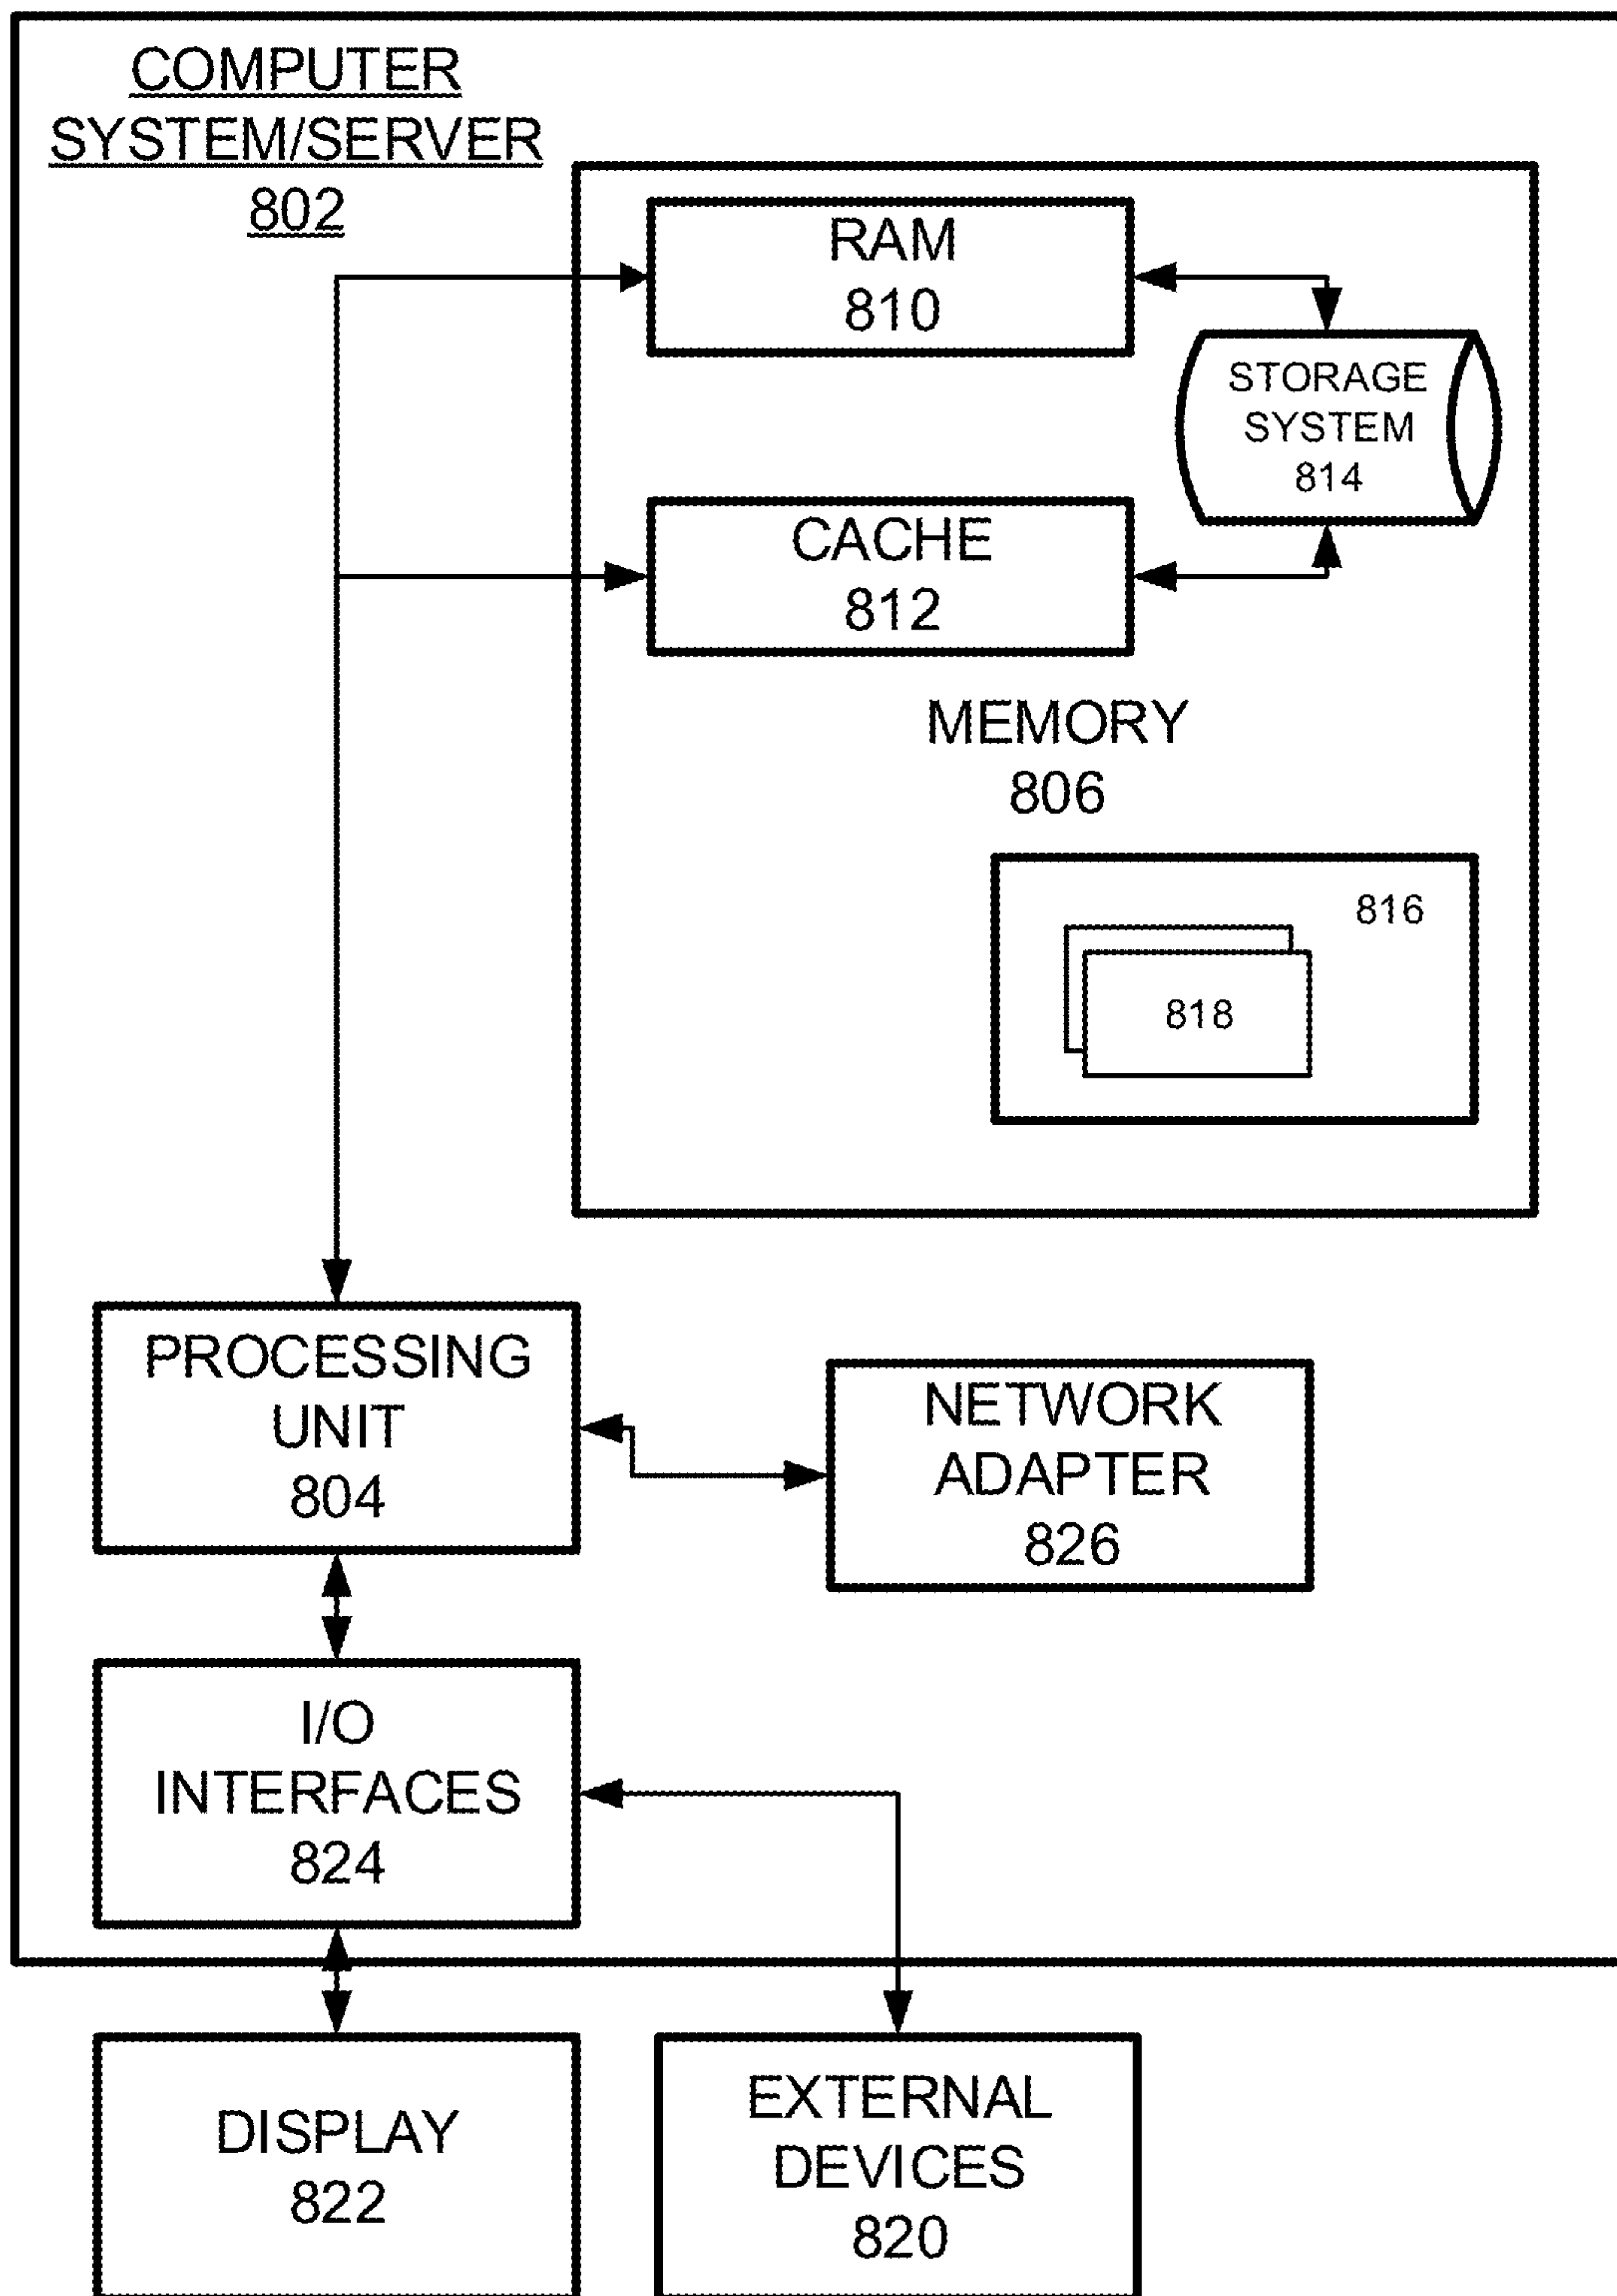 COMPUTER
SYSTEM/SERVER
802
RAM
810
STORAGE
SYSTEM
814
CACHE
812
MEMORY
806
816
818
PROCESSING
UNIT
804
NETWORK
ADAPTER
826
I/O
INTERFACES
824
DISPLAY
822
EXTERNAL
DEVICES
820